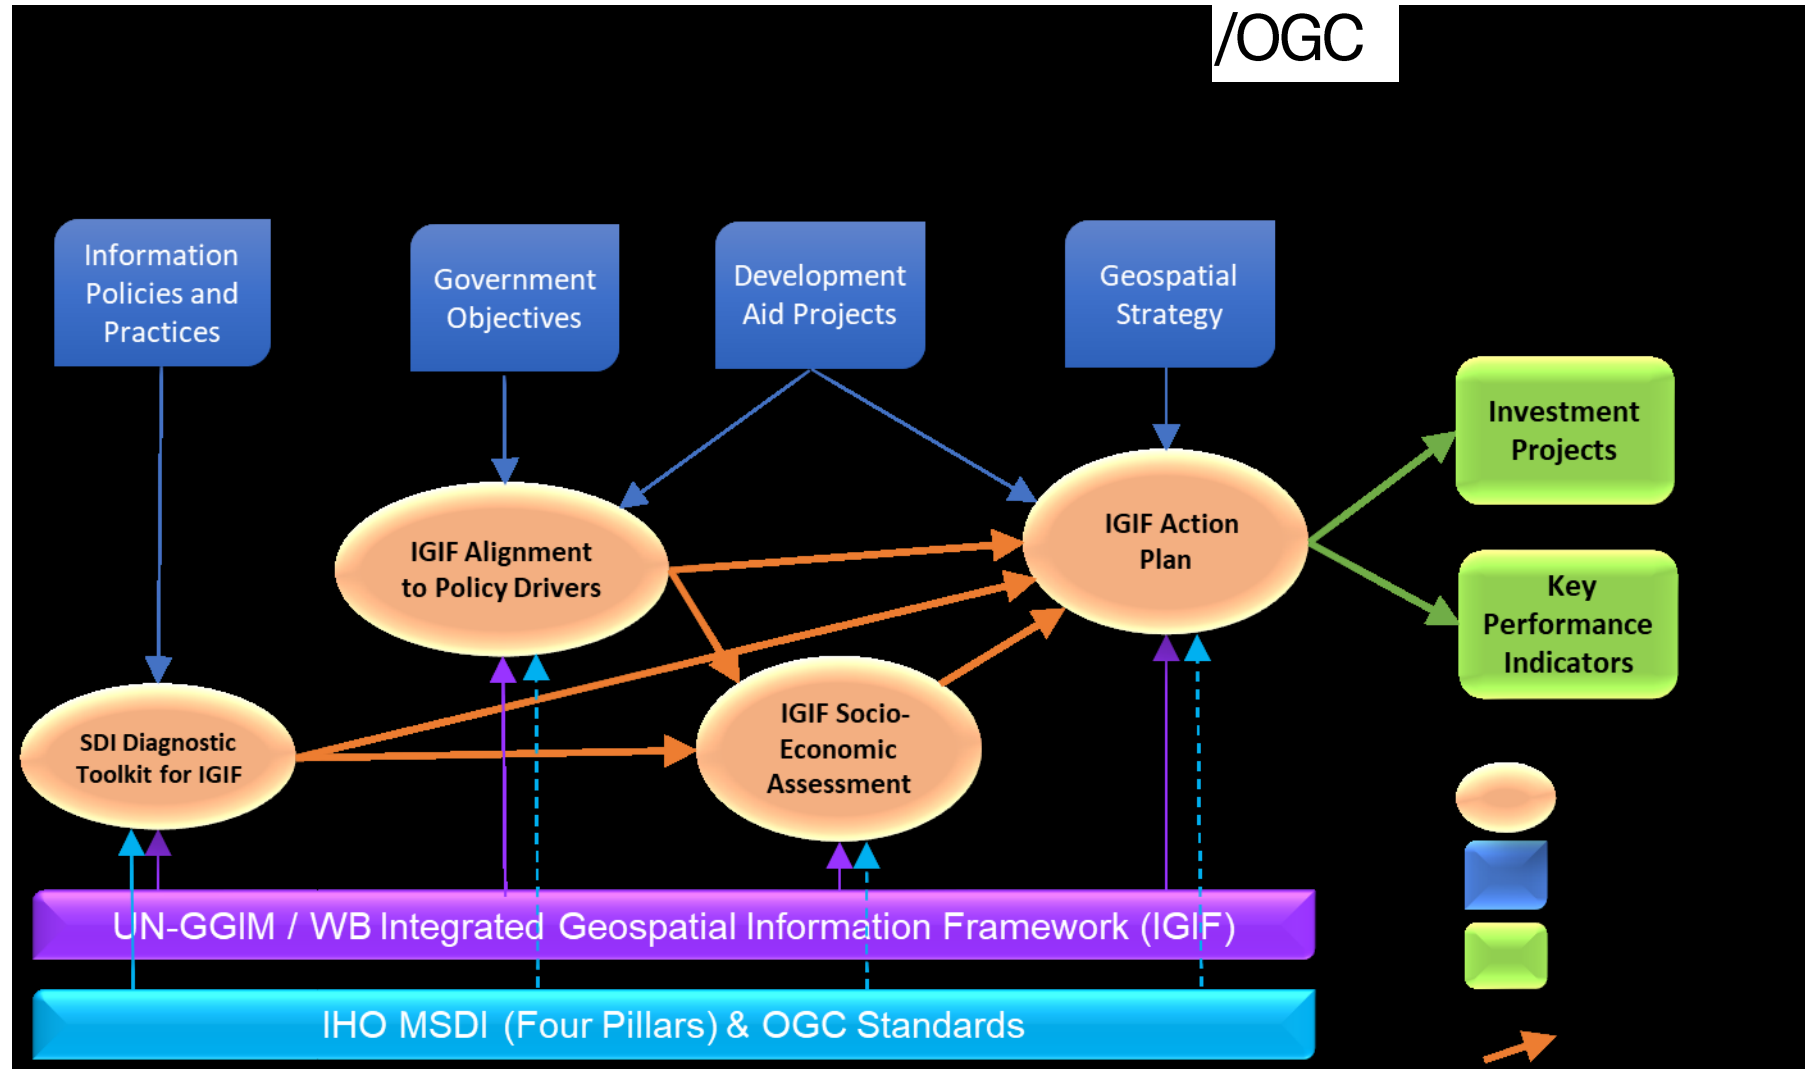 /OGC
Information
Policies and
Practices
Government
Objectives
Development
Aid Projects
Geospatial
Strategy
Investment
Projects
IGIF Action
Plan
IGIF Alignment
to Policy Drivers
Key
Performance
Indicators
IGIF Socio-
Economic
Assessment
SDI Diagnostic
Toolkit for IGIF
UN-GGIM / WB Integrated Geospatial Information Framework (IGIF)
IHO MSDI (Four Pillars) & OGC Standards